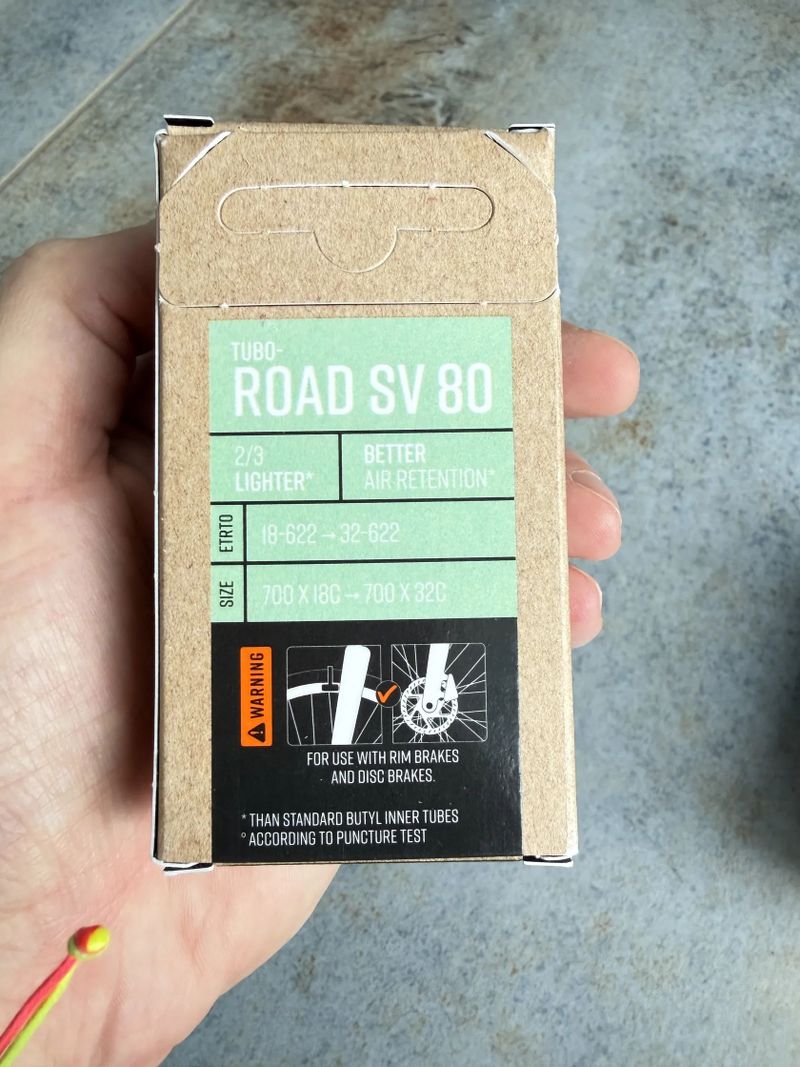 TUBO-
ROAD SV 80
2/3
LIGHTER*
BETTER
AIR RETENTION*
ETRTO
18-622 → 32-622
SIZE
700 X 18C → 700 X 32C
WARNING
FOR USE WITH RIM BRAKES
AND DISC BRAKES.
* THAN STANDARD BUTYL INNER TUBES
° ACCORDING TO PUNCTURE TEST